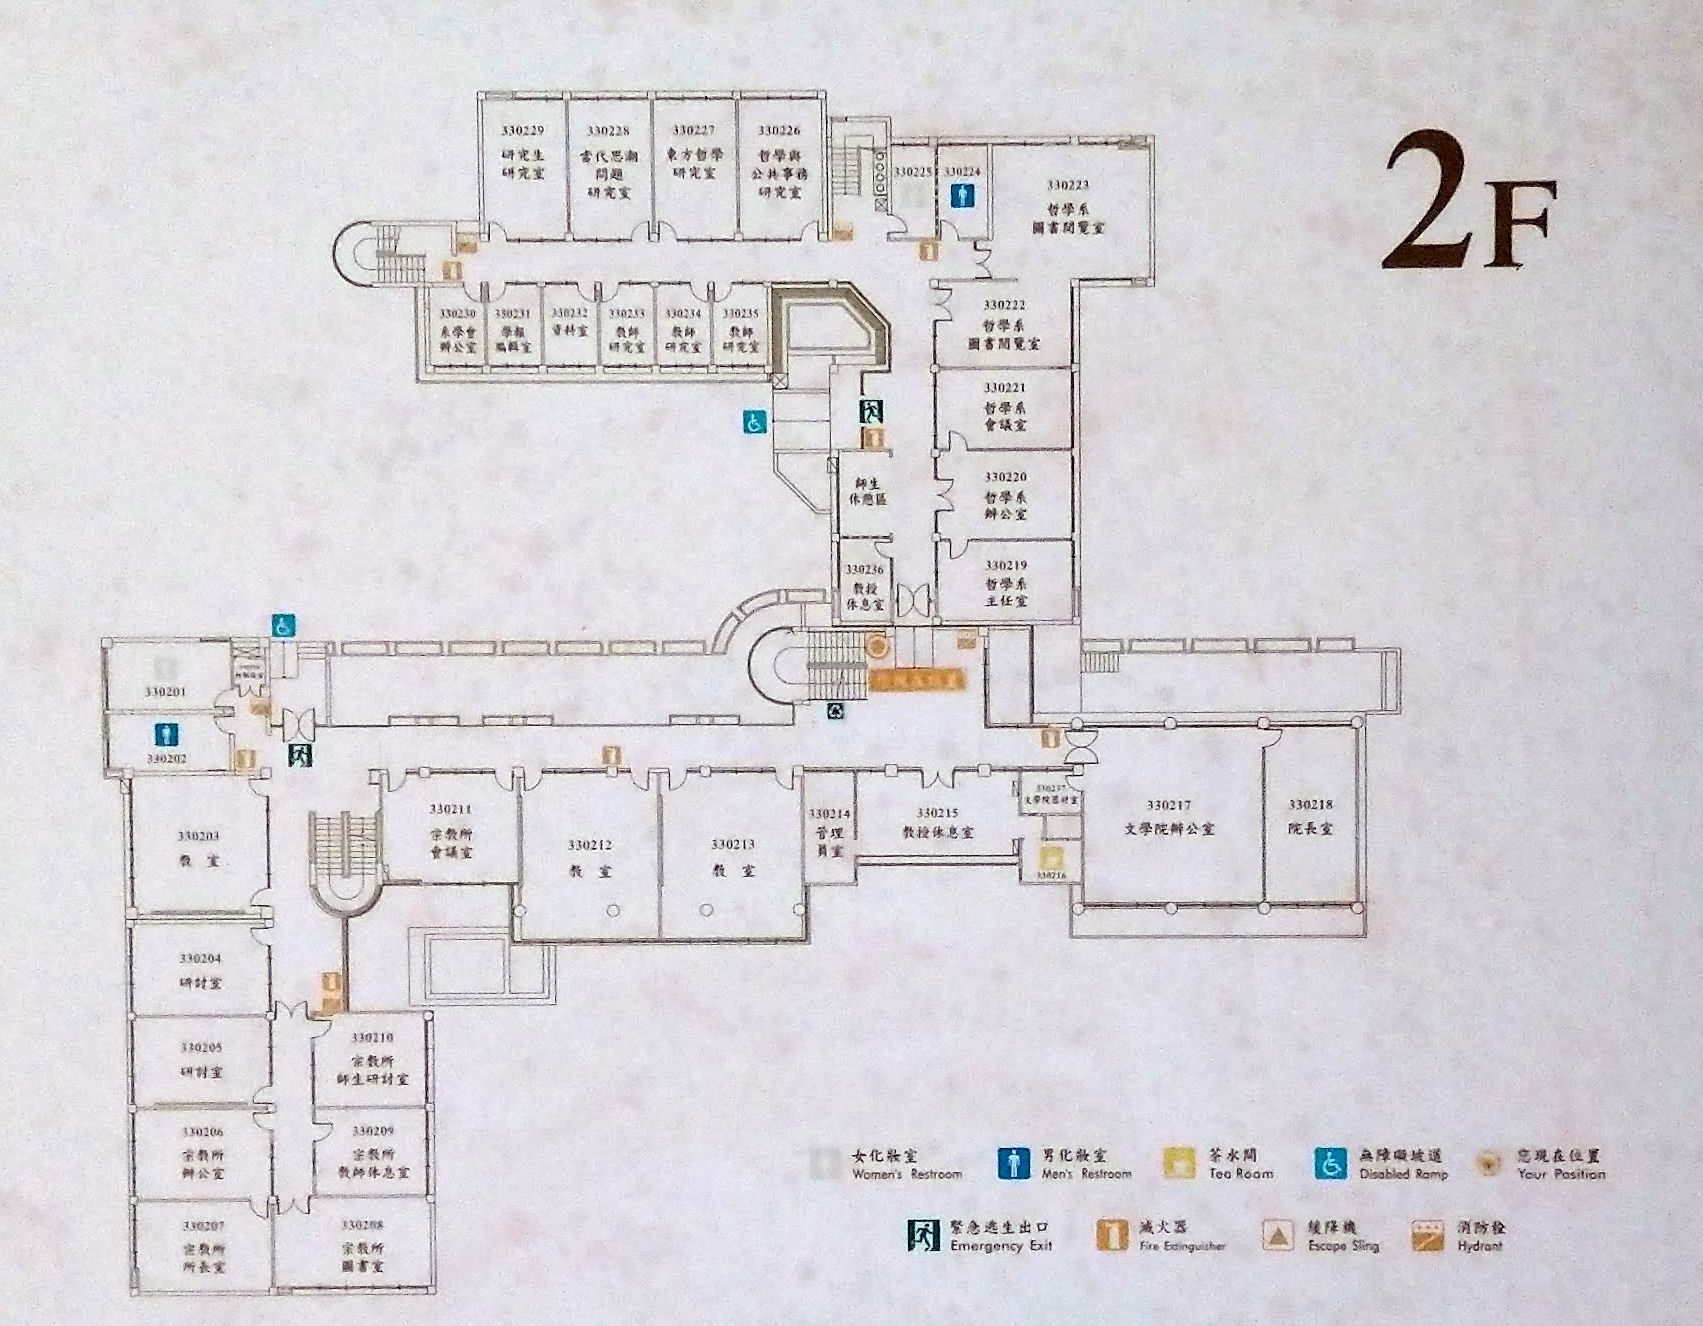 2F
330229
研究生
研究室
330228
當代思潮
問題
研究室
330227
東方哲學
研究室
330226
哲學與
公共事務
研究室
330225
330224
330223
哲學系
圖書閱覽室
330230
系學會
辦公室
330231
學報
編輯室
330232
資料室
330233
教師
研究室
330234
教師
研究室
330235
教師
研究室
330222
哲學系
圖書閱覽室
330221
哲學系
會議室
師生
休憩區
330220
哲學系
辦公室
330236
教授
休息室
330219
哲學系
主任室
330201
330202
330203
教 室
330211
宗教所
會議室
330212
教 室
330213
教 室
330214
管理
員室
330215
教授休息室
330237
文學院器材室
330216
330217
文學院辦公室
330218
院長室
330204
研討室
330205
研討室
330210
宗教所
師生研討室
330206
宗教所
辦公室
330209
宗教所
教師休息室
330207
宗教所
所長室
330208
宗教所
圖書室
女化妝室
Women's Restroom
男化妝室
Men's Restroom
茶水間
Tea Room
無障礙坡道
Disabled Ramp
您現在位置
Your Position
緊急逃生出口
Emergency Exit
滅火器
Fire Extinguisher
緩降機
Escape Sling
消防栓
Hydrant